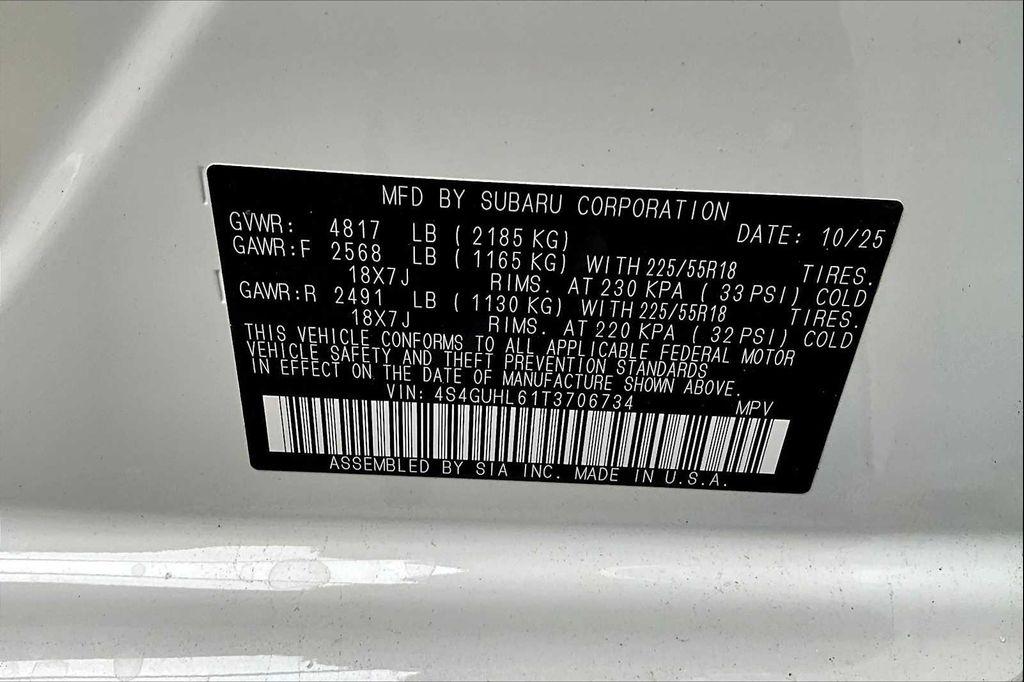 MFD BY SUBARU CORPORATION
GVWR: 4817 LB ( 2185 KG) DATE: 10/25
GAWR:F 2568 LB ( 1165 KG) WITH 225/55R18 TIRES.
18X7J RIMS. AT 230 KPA ( 33 PSI) COLD
GAWR:R 2491 LB ( 1130 KG) WITH 225/55R18 TIRES.
18X7J RIMS. AT 220 KPA ( 32 PSI) COLD
THIS VEHICLE CONFORMS TO ALL APPLICABLE FEDERAL MOTOR
VEHICLE SAFETY AND THEFT PREVENTION STANDARDS
IN EFFECT ON THE DATE OF MANUFACTURE SHOWN ABOVE.
VIN: 4S4GUHL61T3706734 MPV
ASSEMBLED BY SIA INC. MADE IN U.S.A.